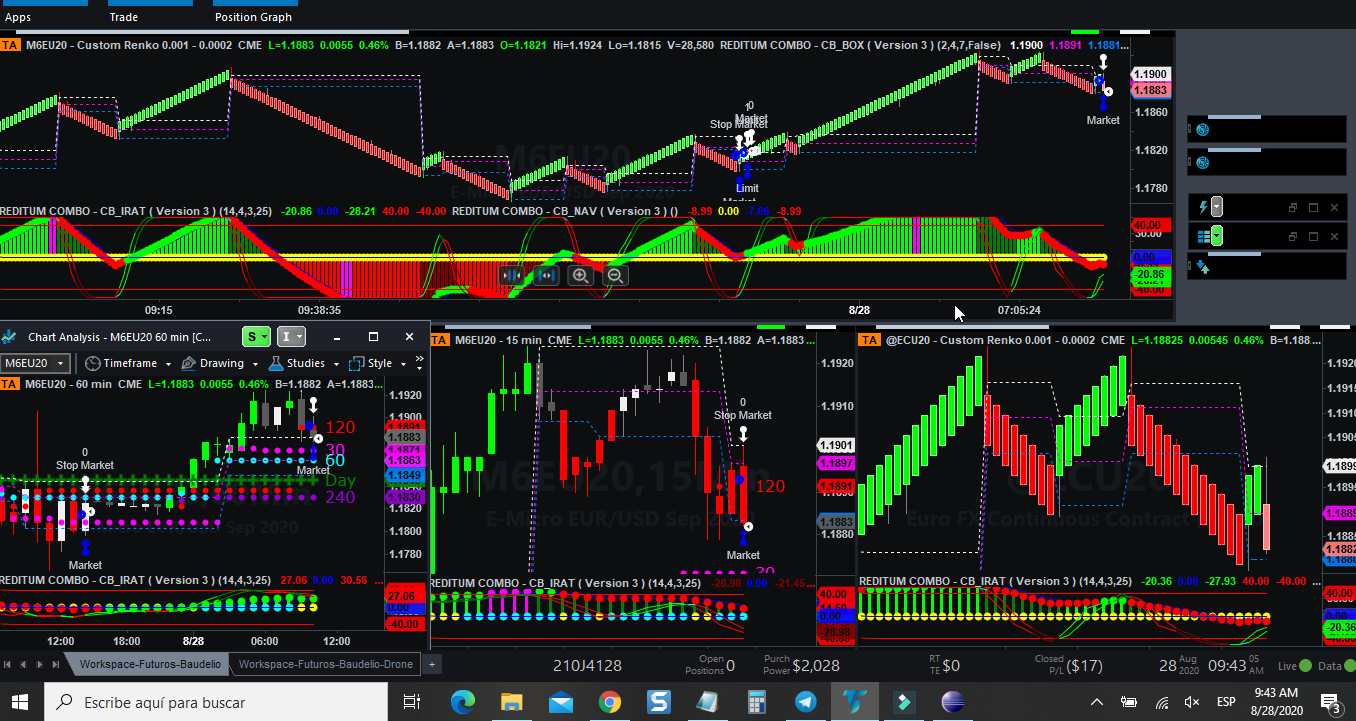 Apps Trade Position Graph
TA M6EU20 - Custom Renko 0.001 - 0.0002 CME L=1.1883 0.0055 0.46% B=1.1882 A=1.1883 O=1.1821 Hi=1.1924 Lo=1.1815 V=28,580 REDITUM COMBO - CB_BOX ( Version 3 ) (2,4,7,False) 1.1900 1.1891 1.1881...
1.1900
1.1883
1.1860
1.1820
1.1780
Market
Stop Market
Limit
Market
M6EU20
REDITUM COMBO - CB_IRAT ( Version 3 ) (14,4,3,25) -20.86 0.00 -28.21 40.00 -40.00 REDITUM COMBO - CB_NAV ( Version 3 ) () -8.99 0.00 -7.66 -8.99
40.00
30.00
0.00
-20.86
09:15 09:38:35 8/28 07:05:24
Chart Analysis - M6EU20 60 min [C...
S I
M6EU20 Timeframe Drawing Studies Style
TA M6EU20 - 60 min CME L=1.1883 0.0055 0.46% B=1.1882 A=1.1883...
1.1920
1.1900
1.1883
1.1871
1.1863
1.1849
1.1830
1.1800
1.1780
120
30
60
Day
240
0
Stop Market
Market
Market
Sep 2020
REDITUM COMBO - CB_IRAT ( Version 3 ) (14,4,3,25) 27.06 0.00 30.56 ...
27.06
0.00
-40.00
12:00 18:00 8/28 06:00 12:00
TA M6EU20 - 15 min CME L=1.1883 0.0055 0.46% B=1.1882 A=1.1883...
1.1920
1.1910
1.1901
1.1897
1.1891
1.1883
1.1880
0
Stop Market
120
Market
M6EU20,15
E-Micro EUR/USD Sep 2020
REDITUM COMBO - CB_IRAT ( Version 3 ) (14,4,3,25) -28.98 0.00 -21.45...
40.00
0.00
-28.98
TA @ECU20 - Custom Renko 0.001 - 0.0002 CME L=1.18825 0.00545 0.46% B=1.188...
1.1920
1.1915
1.1910
1.1905
1.1899
1.1895
1.1889
1.1882
@ECU20
Euro FX Continuous Contract
REDITUM COMBO - CB_IRAT ( Version 3 ) (14,4,3,25) -20.36 0.00 -27.93 40.00 -40.00 ...
40.00
0.00
-20.36
Workspace-Futuros-Baudelio Workspace-Futuros-Baudelio-Drone +
210J4128
Open Positions 0
Purch Power $2,028
RT TE $0
Closed P/L ($17)
28 Aug 2020
09:43 05 AM
Live Data
Escribe aquí para buscar
ESP
9:43 AM
8/28/2020
3